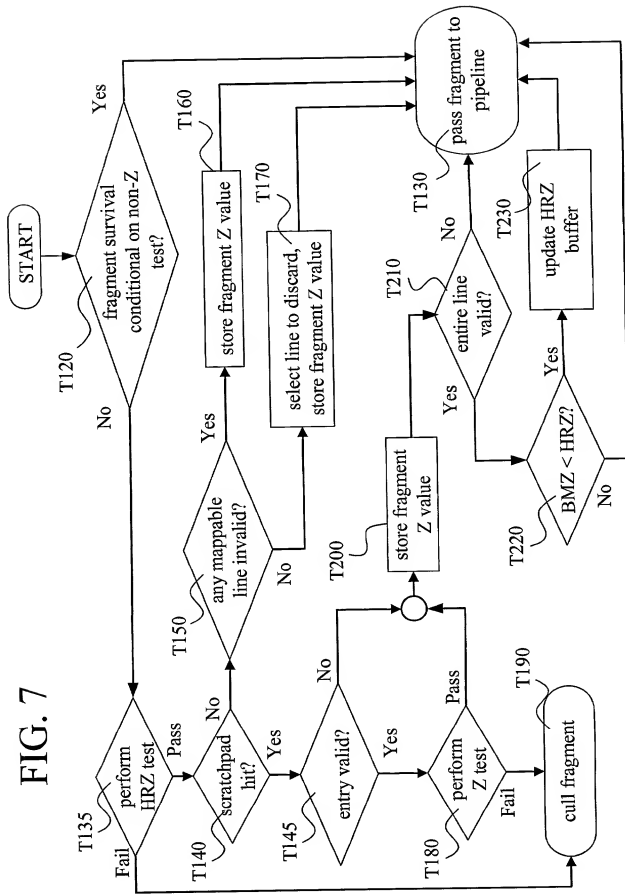 FIG. 7
START
T120
fragment survival
conditional on non-Z
test?
Yes
No
T135
perform
HRZ test
Fail
Pass
T140
scratchpad
hit?
No
Yes
T150
any mappable
line invalid?
Yes
No
T160
store fragment Z value
T170
select line to discard,
store fragment Z value
T145
entry valid?
No
Yes
T180
perform
Z test
Pass
Fail
T190
cull fragment
T200
store fragment
Z value
T210
entire line
valid?
No
Yes
T220
BMZ < HRZ?
Yes
No
T230
update HRZ
buffer
T130
pass fragment to
pipeline